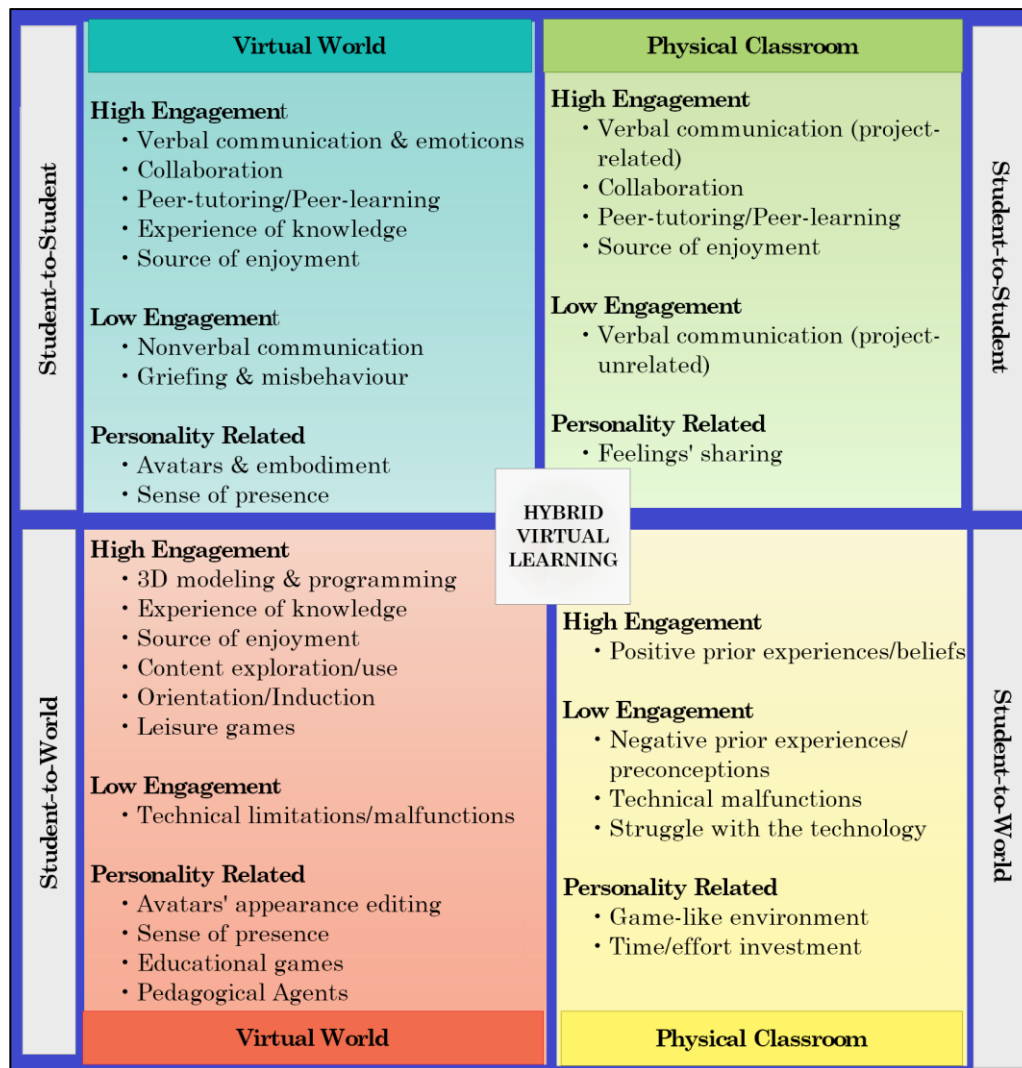 Virtual World
Physical Classroom
Student-to-Student
High Engagement
• Verbal communication & emoticons
• Collaboration
• Peer-tutoring/Peer-learning
• Experience of knowledge
• Source of enjoyment
Low Engagement
• Nonverbal communication
• Griefing & misbehaviour
Personality Related
• Avatars & embodiment
• Sense of presence
High Engagement
• Verbal communication (project-
related)
• Collaboration
• Peer-tutoring/Peer-learning
• Source of enjoyment
Low Engagement
• Verbal communication (project-
unrelated)
Personality Related
• Feelings' sharing
Student-to-Student
HYBRID
VIRTUAL
LEARNING
Student-to-World
High Engagement
• 3D modeling & programming
• Experience of knowledge
• Source of enjoyment
• Content exploration/use
• Orientation/Induction
• Leisure games
Low Engagement
• Technical limitations/malfunctions
Personality Related
• Avatars' appearance editing
• Sense of presence
• Educational games
• Pedagogical Agents
High Engagement
• Positive prior experiences/beliefs
Low Engagement
• Negative prior experiences/
preconceptions
• Technical malfunctions
• Struggle with the technology
Personality Related
• Game-like environment
• Time/effort investment
Student-to-World
Virtual World
Physical Classroom